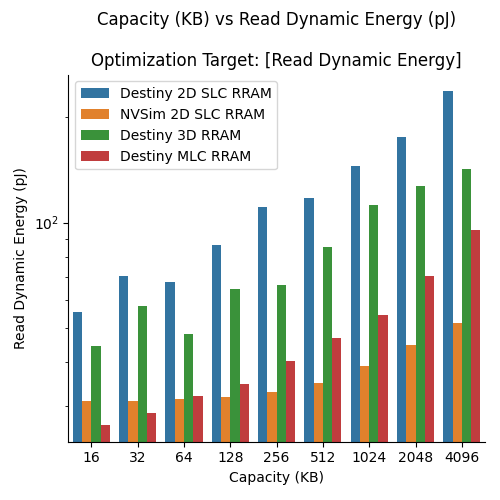 Capacity (KB) vs Read Dynamic Energy (pJ)
Optimization Target: [Read Dynamic Energy]
Destiny 2D SLC RRAM
NVSim 2D SLC RRAM
Destiny 3D RRAM
Destiny MLC RRAM
Read Dynamic Energy (pJ)
10²
16 32 64 128 256 512 1024 2048 4096
Capacity (KB)